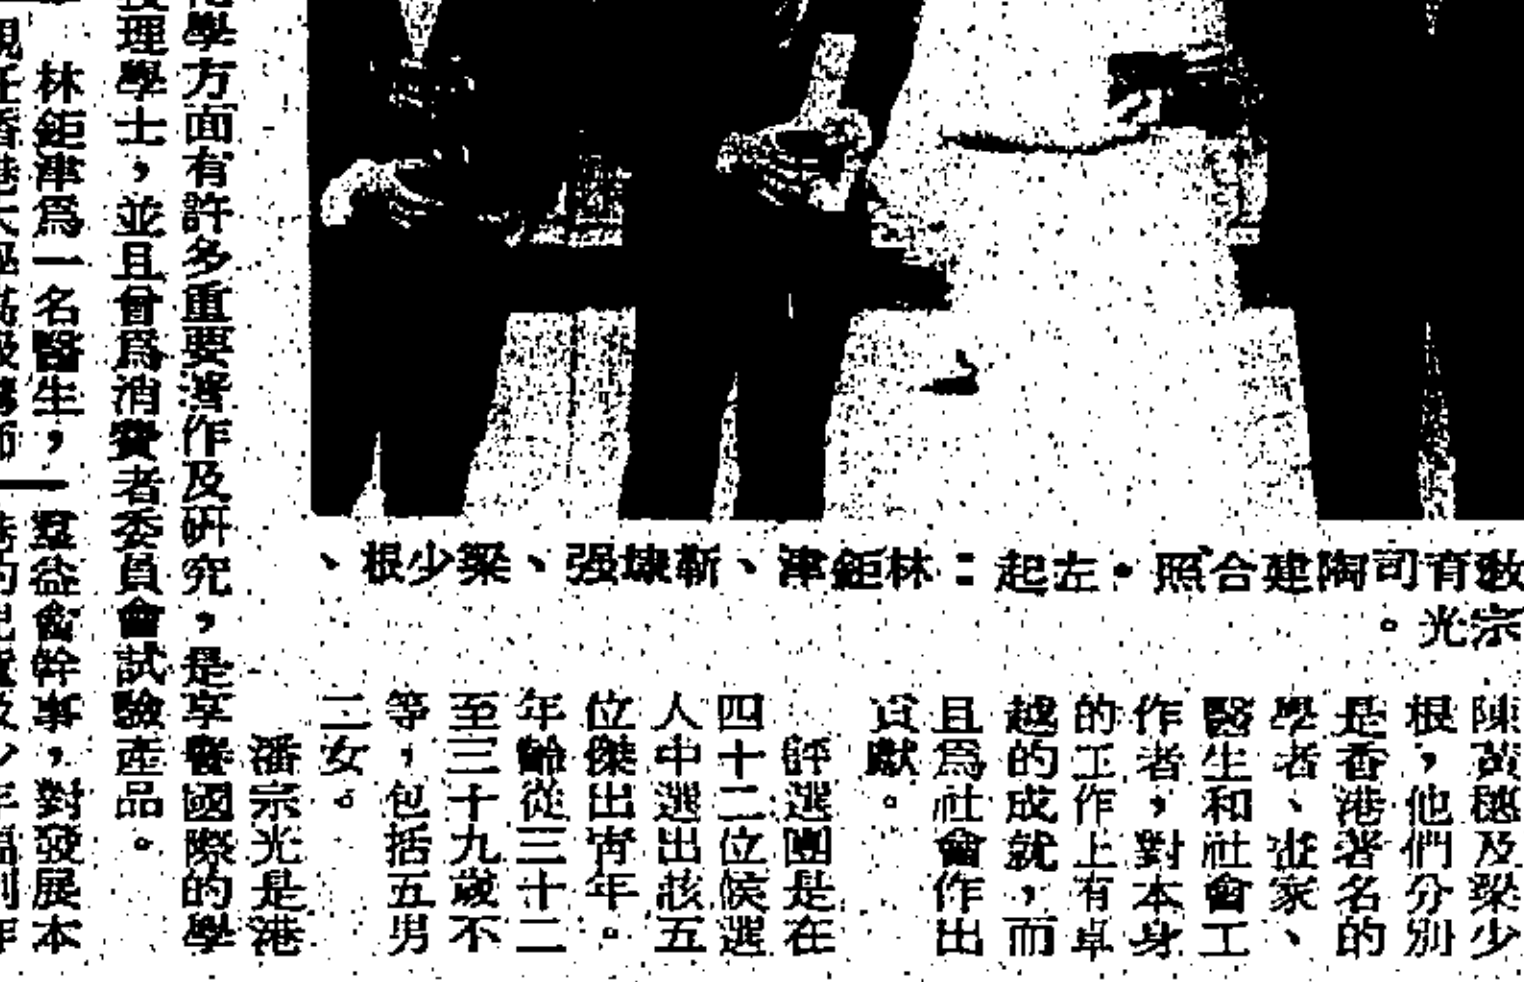 教育司陶建合照。左起：林鉅津、靳埭强、梁少根、
宗光。
陳黃穗及梁少
根，他們分別
是香港著名的
學者、畫家、
醫生和社會工
作者，對本身
的工作上有卓
越的成就，而
且爲社會作出
貢獻。
評選團是在
四十二位候選
人中選出該五
位傑出靑年。
年齡從三十二
至三十九歲不
等，包括五男
二女。
潘宗光是港
學方面有許多重要著作及硏究，是享譽國際的學
理學士，並且曾爲消費者委員會試驗產品。
林鉅津爲一名醫生，羣益會幹事，對發展本